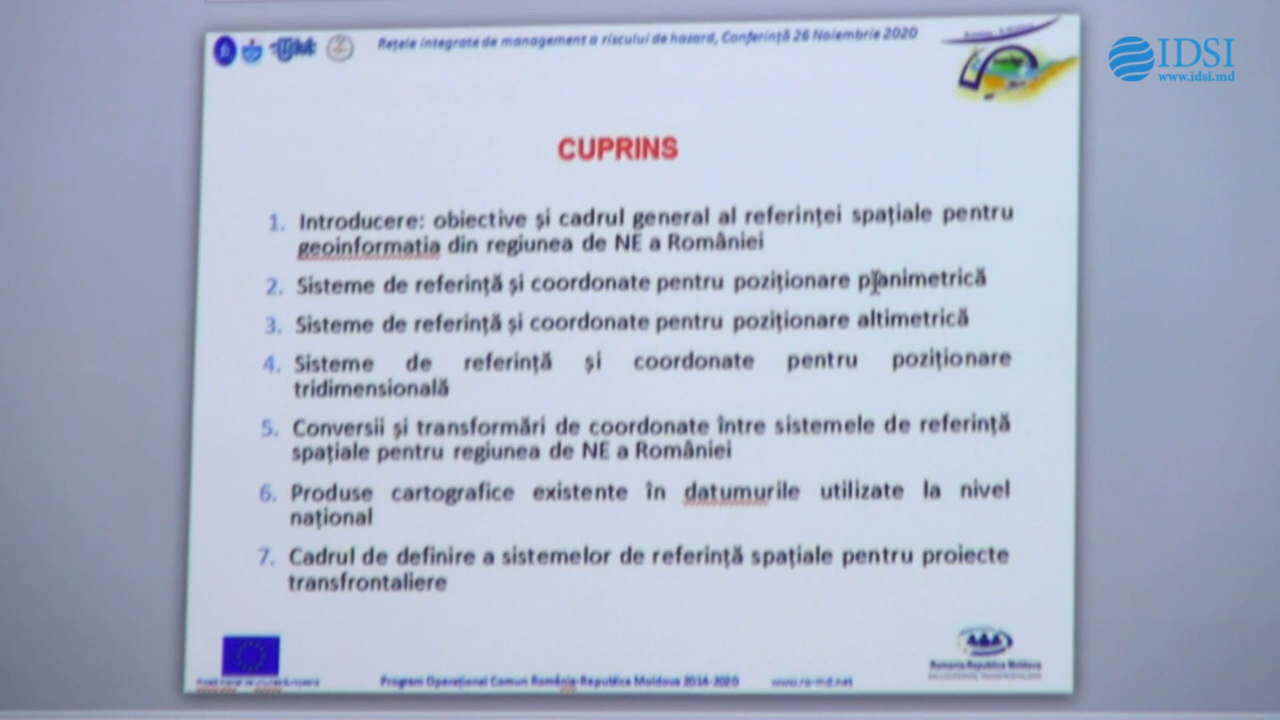 Rețele integrate de management a riscului de hazard, Conferință 26 Noiembrie 2020
IDSI
www.idsi.md
CUPRINS
1. Introducere: obiective și cadrul general al referinței spațiale pentru
geoinformația din regiunea de NE a României
2. Sisteme de referință și coordonate pentru poziționare planimetrică
3. Sisteme de referință și coordonate pentru poziționare altimetrică
4. Sisteme de referință și coordonate pentru poziționare
tridimensională
5. Conversii și transformări de coordonate între sistemele de referință
spațiale pentru regiunea de NE a României
6. Produse cartografice existente în datumurile utilizate la nivel
național
7. Cadrul de definire a sistemelor de referință spațiale pentru proiecte
transfrontaliere
Romania-Republica Moldova
Program Operațional Comun România-Republica Moldova 2014-2020 www.ro-md.net